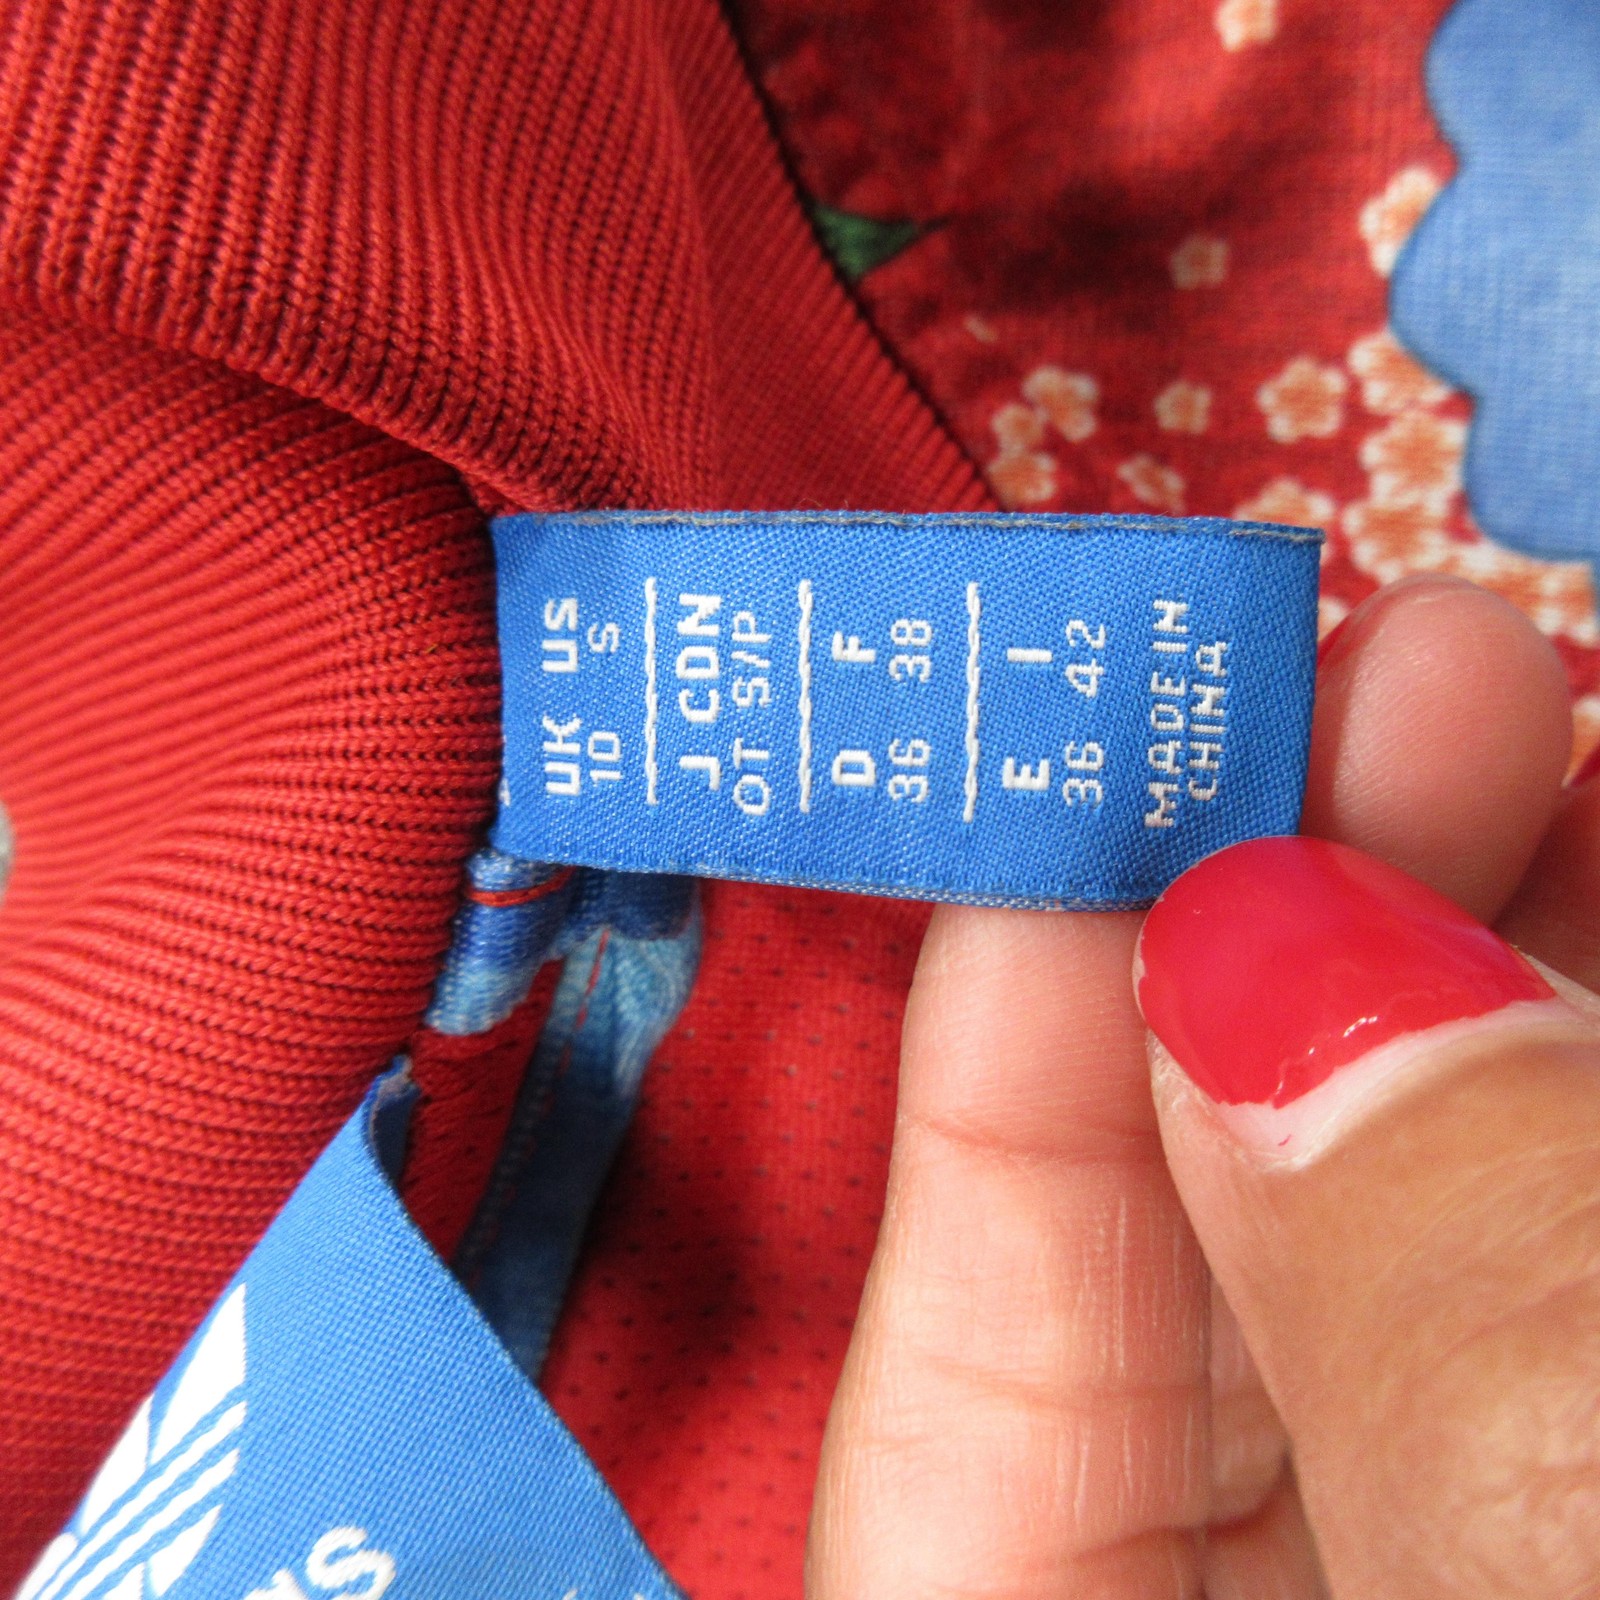 UK US
10 S
J CDN
OT S/P
D F
36 38
E I
36 42
MADE IN
CHINA